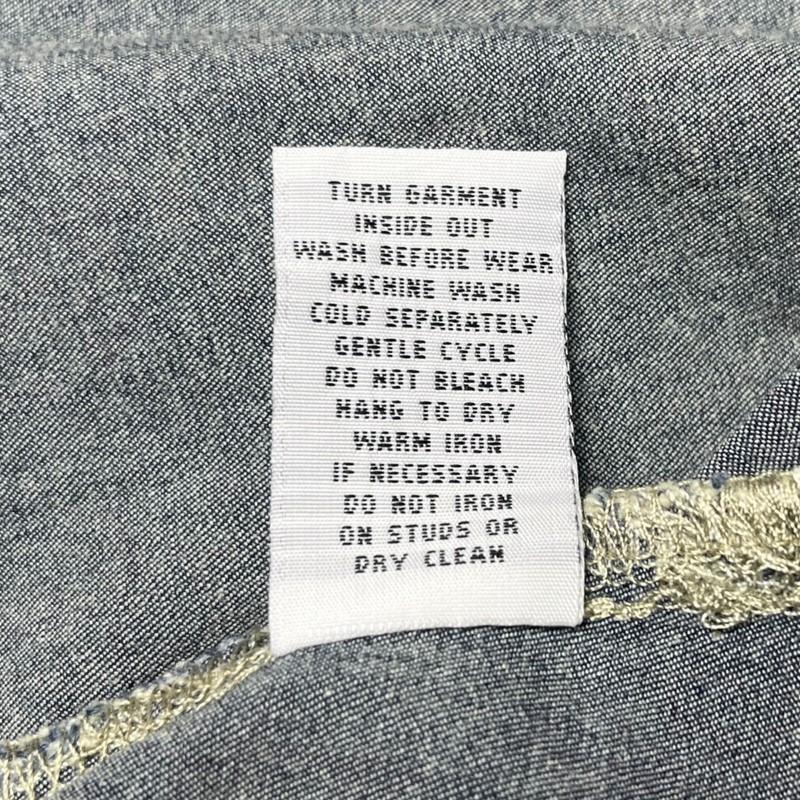 TURN GARMENT
INSIDE OUT
WASH BEFORE WEAR
MACHINE WASH
COLD SEPARATELY
GENTLE CYCLE
DO NOT BLEACH
HANG TO DRY
WARM IRON
IF NECESSARY
DO NOT IRON
ON STUDS OR
DRY CLEAN